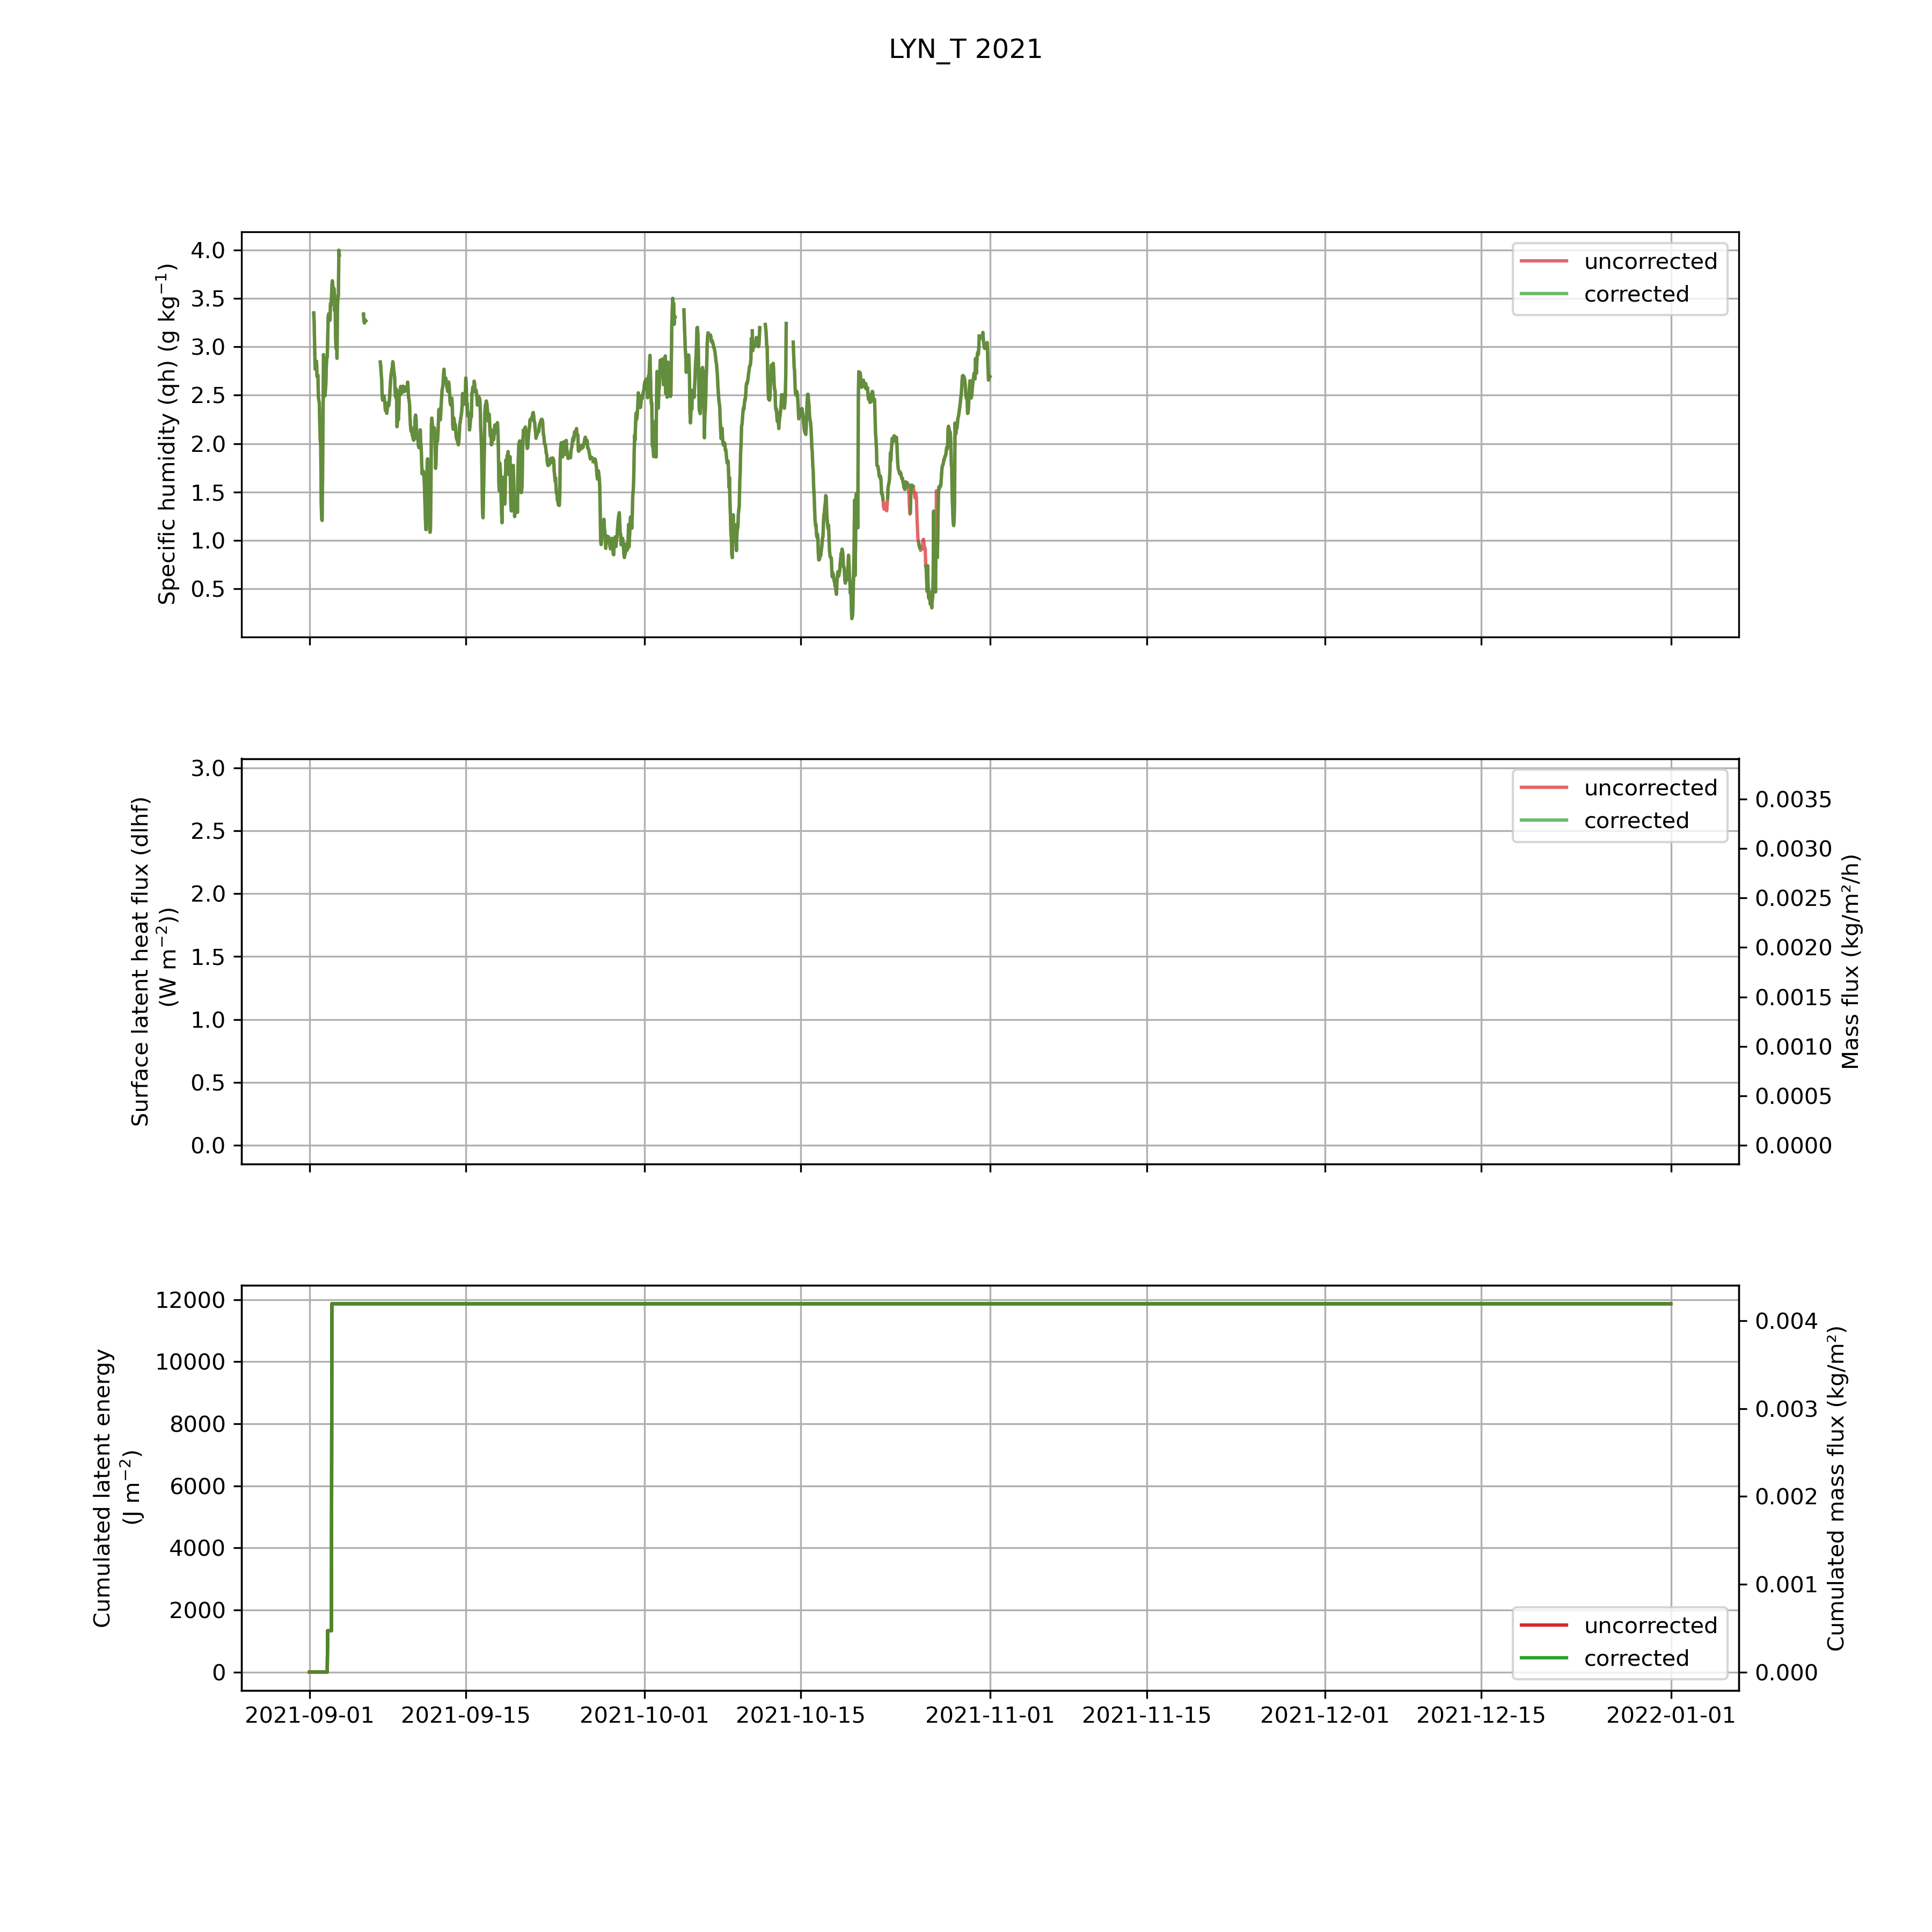 LYN_T 2021
Specific humidity (qh) (g kg⁻¹)
4.0
3.5
3.0
2.5
2.0
1.5
1.0
0.5
uncorrected
corrected
Surface latent heat flux (dlhf)
(W m⁻²))
3.0
2.5
2.0
1.5
1.0
0.5
0.0
uncorrected
corrected
0.0035
0.0030
0.0025
0.0020
0.0015
0.0010
0.0005
0.0000
Mass flux (kg/m²/h)
Cumulated latent energy
(J m⁻²)
12000
10000
8000
6000
4000
2000
0
uncorrected
corrected
0.004
0.003
0.002
0.001
0.000
Cumulated mass flux (kg/m²)
2021-09-01 2021-09-15 2021-10-01 2021-10-15 2021-11-01 2021-11-15 2021-12-01 2021-12-15 2022-01-01